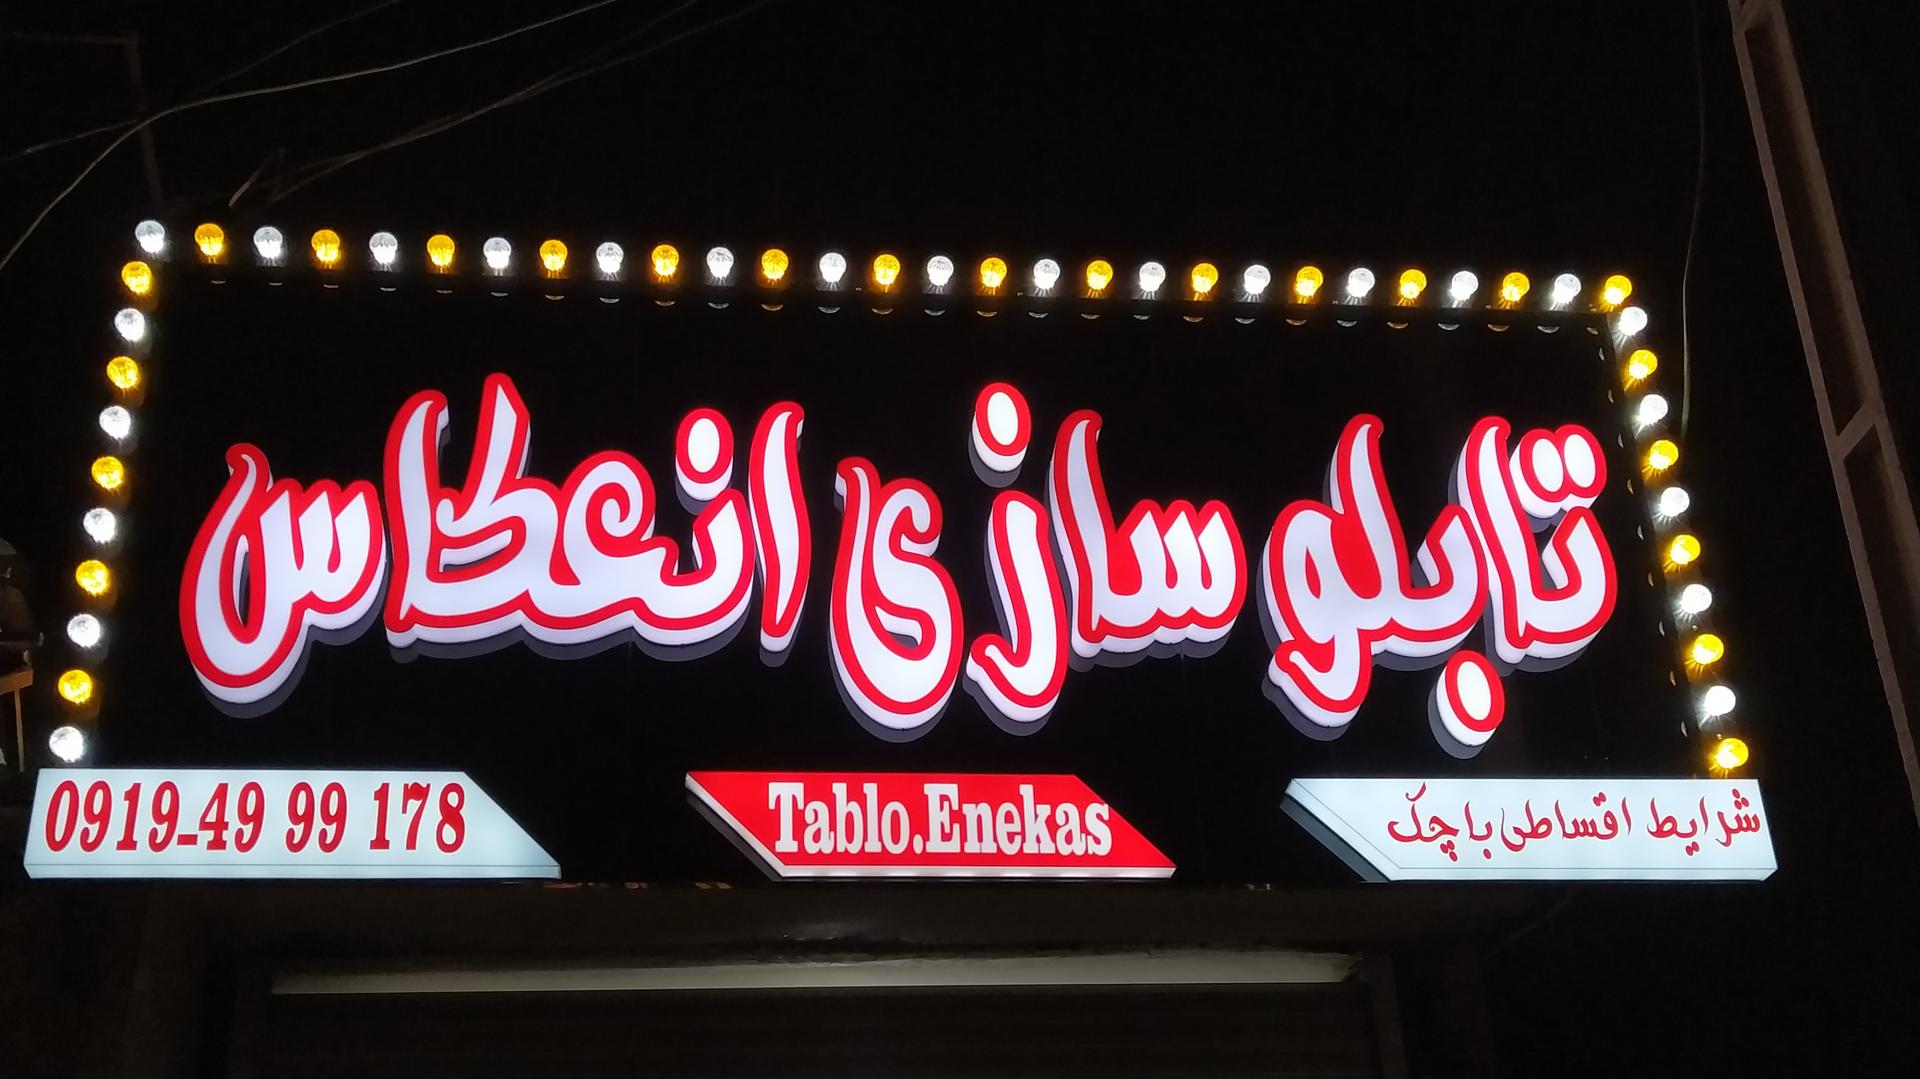 تابلو سازی انعکاس
شرایط اقساطی با چک
Tablo.Enekas
0919-49 99 178